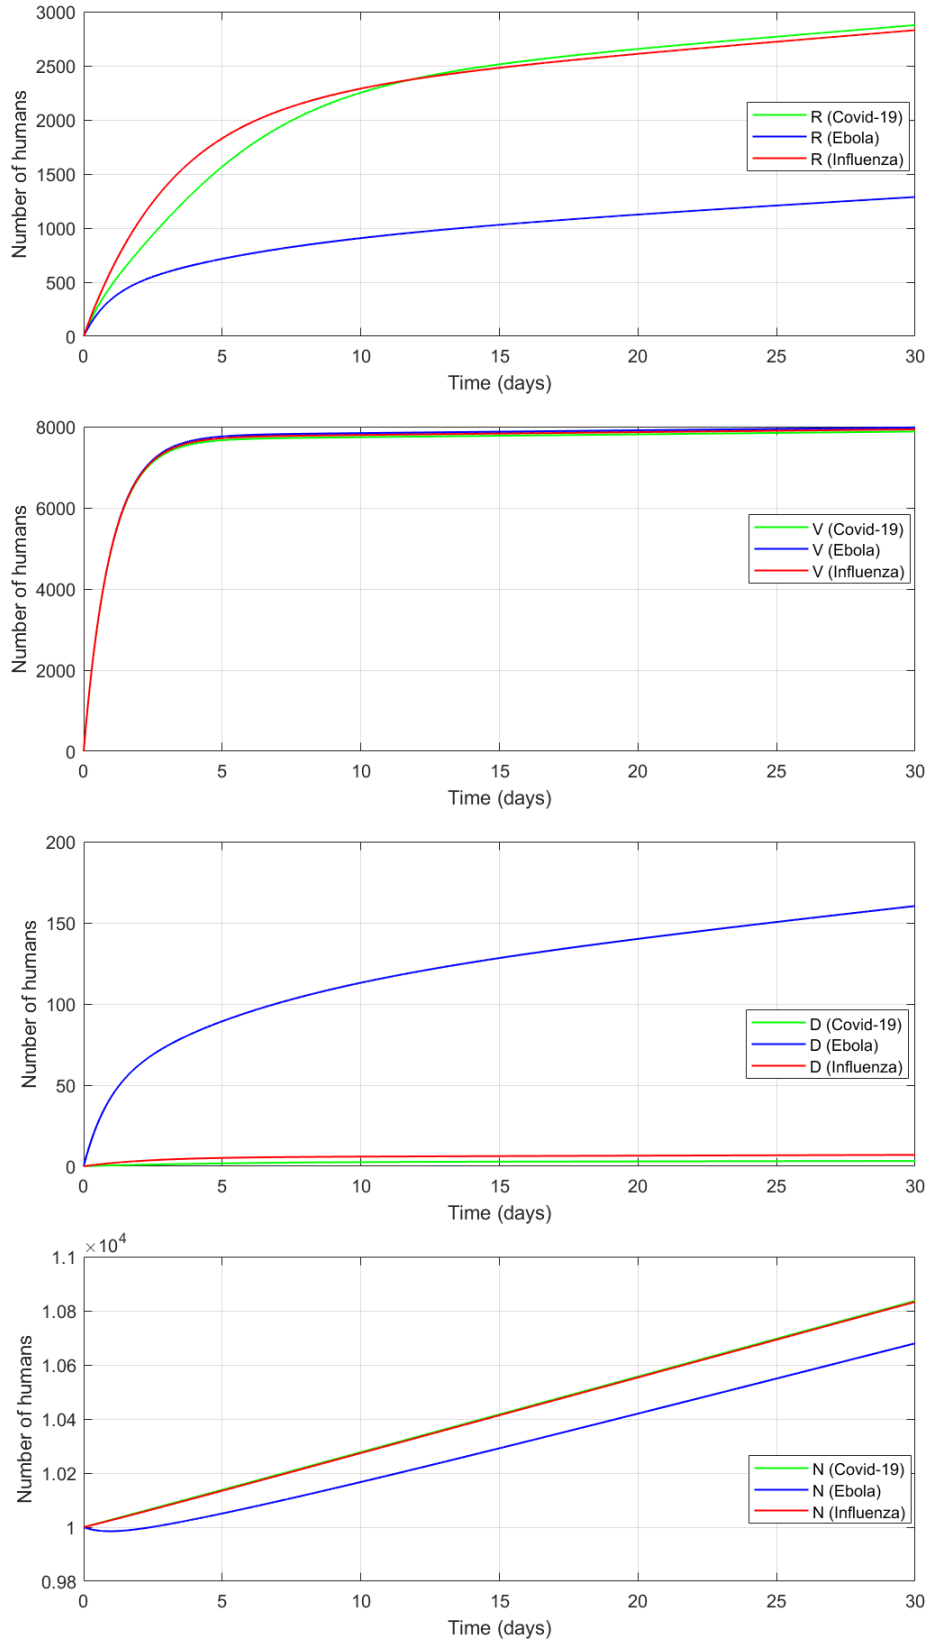 3000
2500
2000
1500
1000
500
0
Number of humans
R (Covid-19)
R (Ebola)
R (Influenza)
0 5 10 15 20 25 30
Time (days)
8000
6000
4000
2000
0
Number of humans
V (Covid-19)
V (Ebola)
V (Influenza)
0 5 10 15 20 25 30
Time (days)
200
150
100
50
0
Number of humans
D (Covid-19)
D (Ebola)
D (Influenza)
0 5 10 15 20 25 30
Time (days)
×10⁴
1.1
1.08
1.06
1.04
1.02
1
0.98
Number of humans
N (Covid-19)
N (Ebola)
N (Influenza)
0 5 10 15 20 25 30
Time (days)